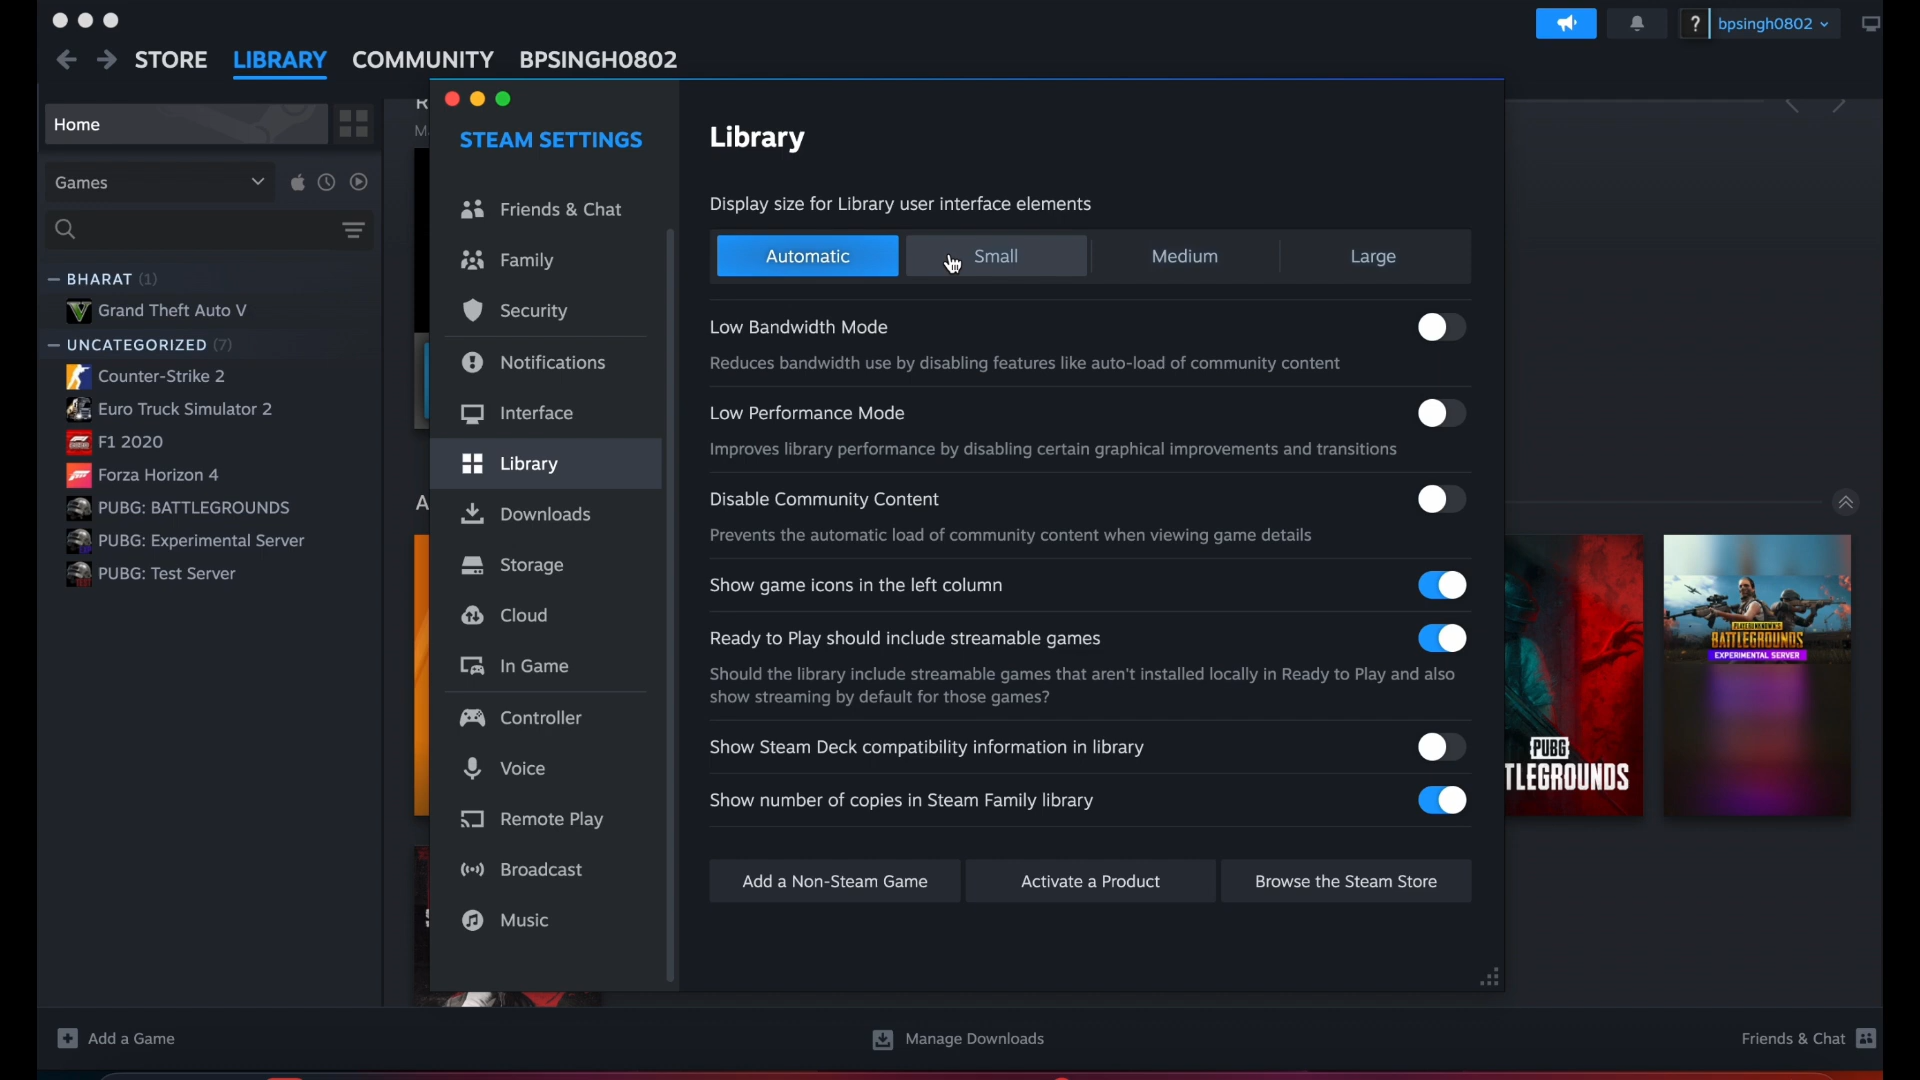 ?
bpsingh0802
STORE
LIBRARY
COMMUNITY
BPSINGH0802
Home
Games
BHARAT (1)
Grand Theft Auto V
UNCATEGORIZED (7)
Counter-Strike 2
Euro Truck Simulator 2
F1 2020
Forza Horizon 4
PUBG: BATTLEGROUNDS
PUBG: Experimental Server
PUBG: Test Server
STEAM SETTINGS
Friends & Chat
Family
Security
Notifications
Interface
Library
Downloads
Storage
Cloud
In Game
Controller
Voice
Remote Play
Broadcast
Music
Library
Display size for Library user interface elements
Automatic
Small
Medium
Large
Low Bandwidth Mode
Reduces bandwidth use by disabling features like auto-load of community content
Low Performance Mode
Improves library performance by disabling certain graphical improvements and transitions
Disable Community Content
Prevents the automatic load of community content when viewing game details
Show game icons in the left column
Ready to Play should include streamable games
Should the library include streamable games that aren't installed locally in Ready to Play and also
show streaming by default for those games?
Show Steam Deck compatibility information in library
Show number of copies in Steam Family library
Add a Non-Steam Game
Activate a Product
Browse the Steam Store
PUBG
TLEGROUNDS
BATTLEGROUNDS
EXPERIMENTAL SERVER
Add a Game
Manage Downloads
Friends & Chat